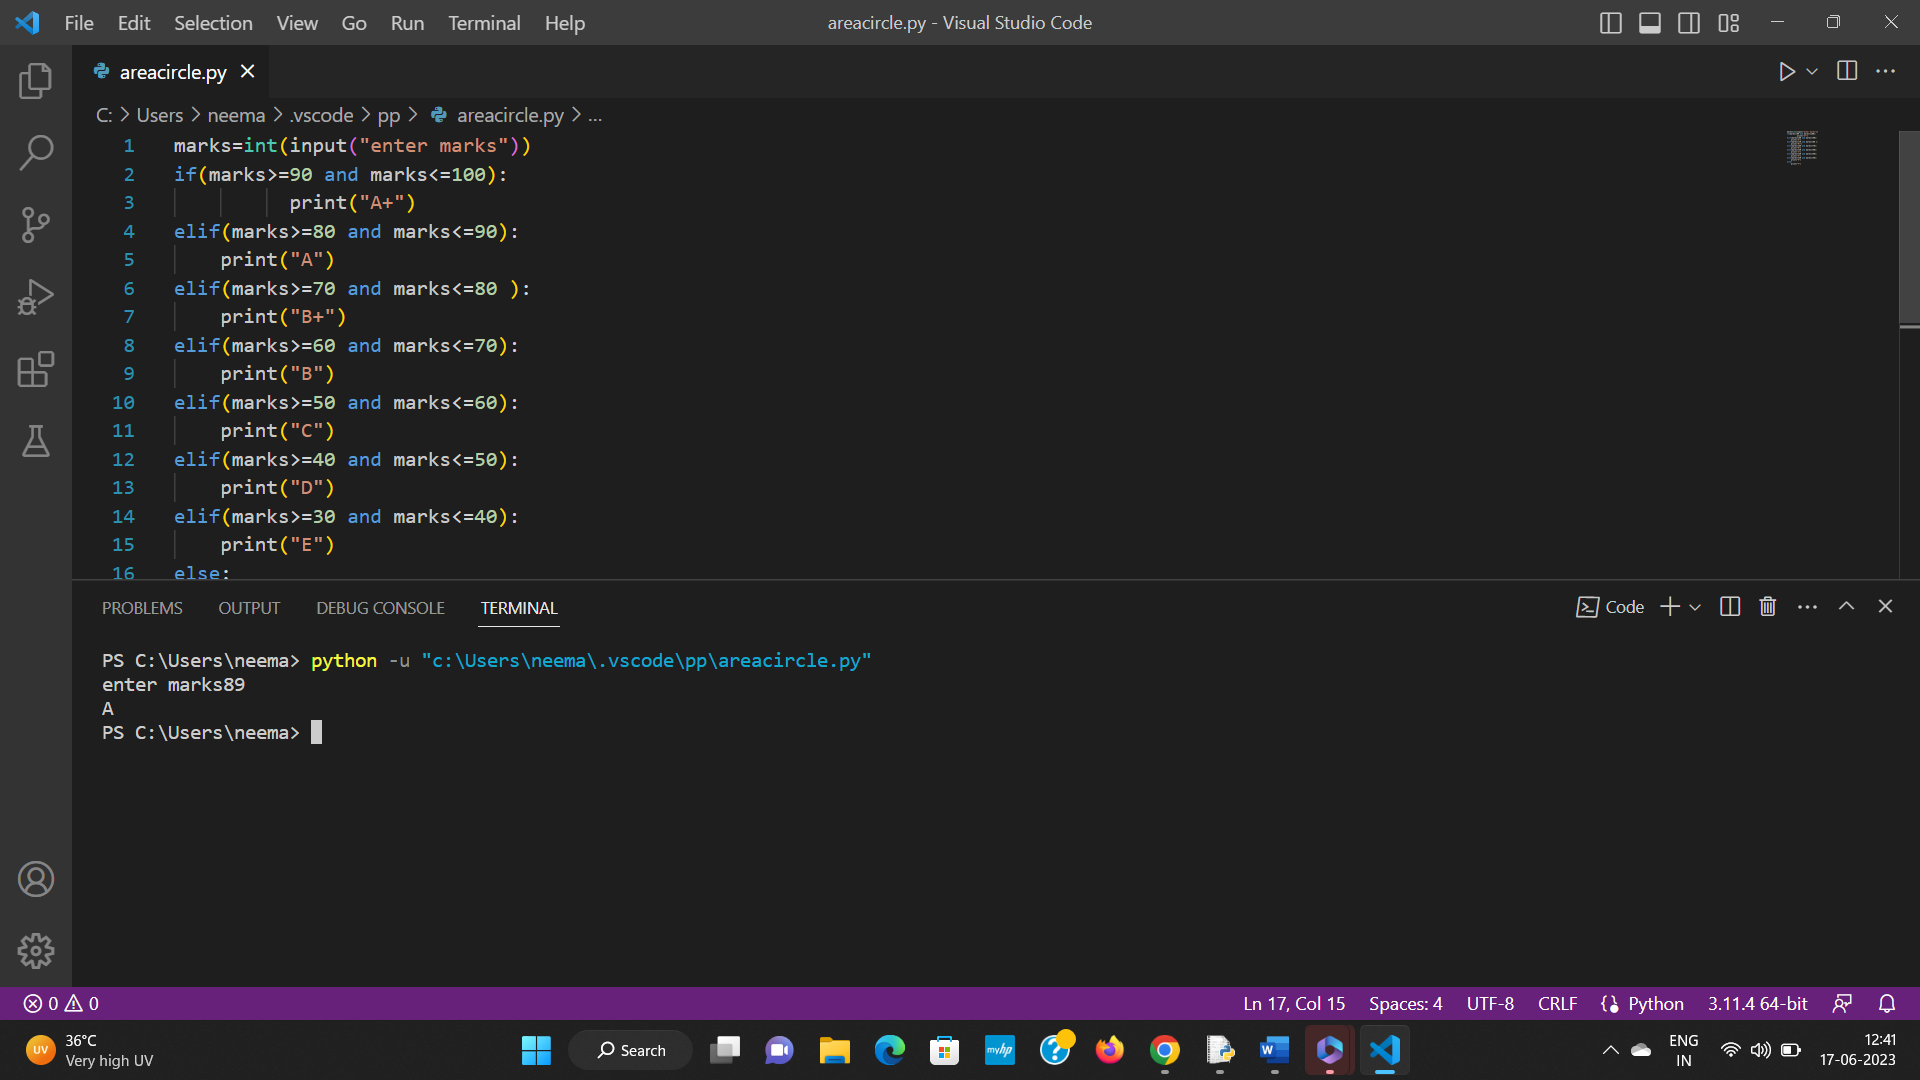 File Edit Selection View Go Run Terminal Help areacircle.py - Visual Studio Code
areacircle.py
C: > Users > neema > .vscode > pp > areacircle.py > ...
1 marks=int(input("enter marks"))
2 if(marks>=90 and marks<=100):
3 print("A+")
4 elif(marks>=80 and marks<=90):
5 print("A")
6 elif(marks>=70 and marks<=80 ):
7 print("B+")
8 elif(marks>=60 and marks<=70):
9 print("B")
10 elif(marks>=50 and marks<=60):
11 print("C")
12 elif(marks>=40 and marks<=50):
13 print("D")
14 elif(marks>=30 and marks<=40):
15 print("E")
16 else:
PROBLEMS OUTPUT DEBUG CONSOLE TERMINAL Code
PS C:\Users\neema> python -u "c:\Users\neema\.vscode\pp\areacircle.py"
enter marks89
A
PS C:\Users\neema>
0 0 Ln 17, Col 15 Spaces: 4 UTF-8 CRLF Python 3.11.4 64-bit
UV 36°C
Very high UV
Search
myhp
ENG
IN
12:41
17-06-2023